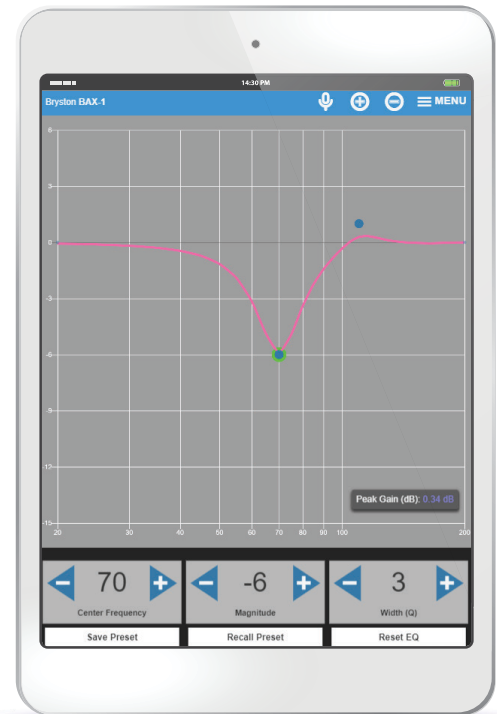 14:30 PM
Bryston BAX-1
MENU
6
3
0
-3
-6
-9
-12
-15
20 30 40 50 60 70 80 90 100 200
Peak Gain (dB): 0.34 dB
70 -6 3
Center Frequency Magnitude Width (Q)
Save Preset Recall Preset Reset EQ